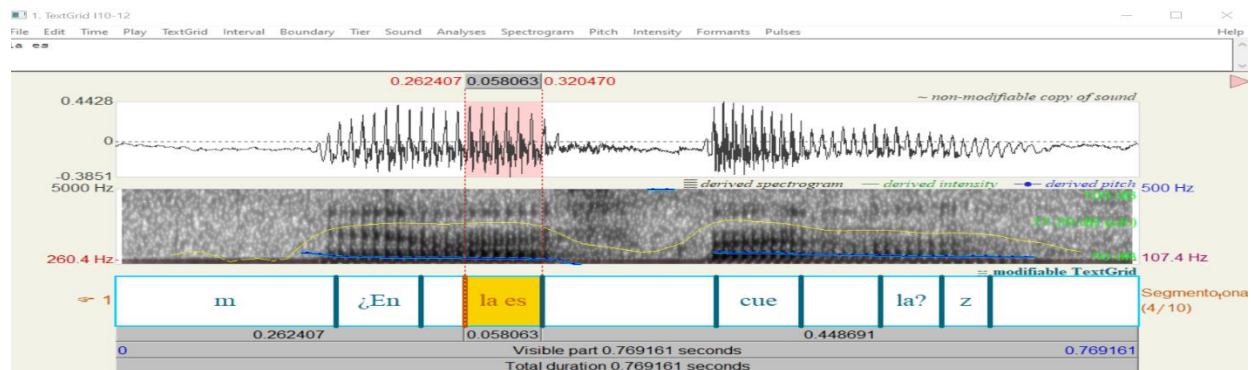 1. TextGrid I10-12
File Edit Time Play TextGrid Interval Boundary Tier Sound Analyses Spectrogram Pitch Intensity Formants Pulses Help
la es
0.262407 0.058063 0.320470
0.4428
~ non-modifiable copy of sound
0
-0.3851
5000 Hz
derived spectrogram — derived intensity derived pitch 500 Hz
260.4 Hz
107.4 Hz
modifiable TextGrid
1 m ¿En la es cue la? z
(4/10)
0.262407 0.058063 0.448691
0 Visible part 0.769161 seconds 0.769161
Total duration 0.769161 seconds